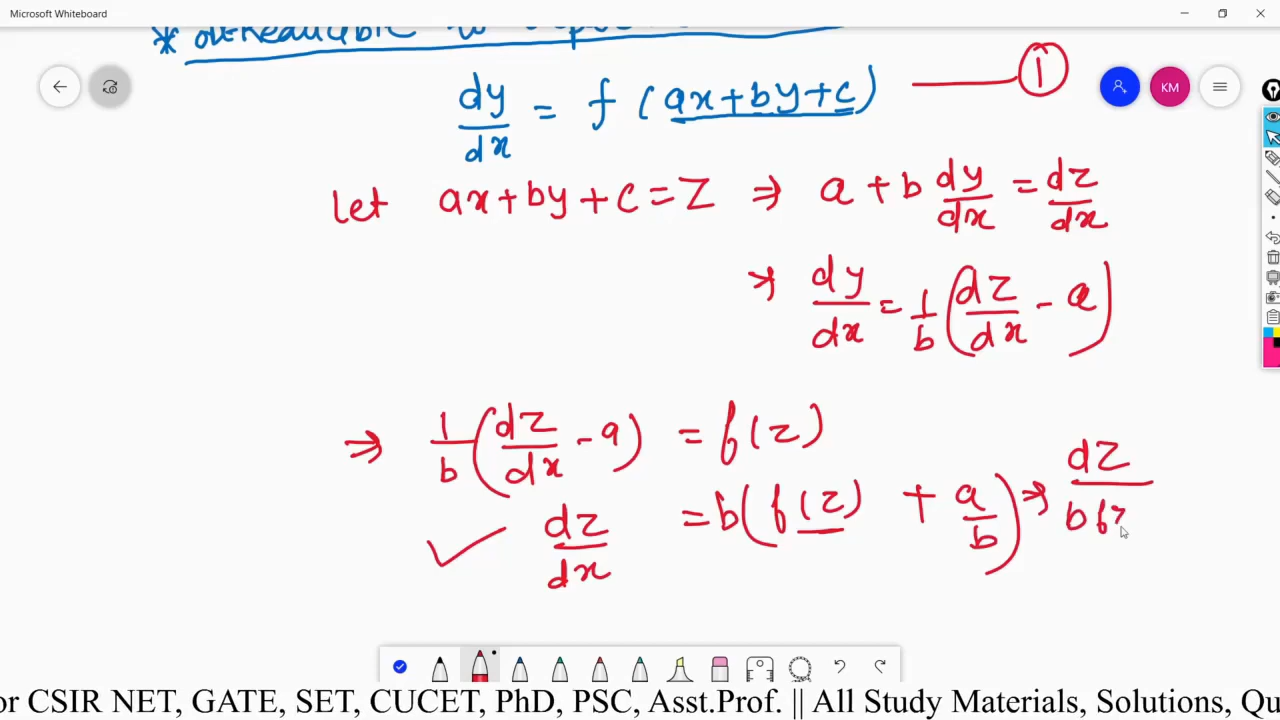 Microsoft Whiteboard
dy/dx = f (ax+by+c) ——— ①
KM
let ax+by+c=z ⇒ a + b dy/dx = dz/dx
⇒ dy/dx = 1/b (dz/dx - a)
⇒ 1/b (dz/dx - a) = f(z)
✓ dz/dx = b(f(z) + a/b) ⇒ dz/bfz
or CSIR NET, GATE, SET, CUCET, PhD, PSC, Asst.Prof. || All Study Materials, Solutions, Qu